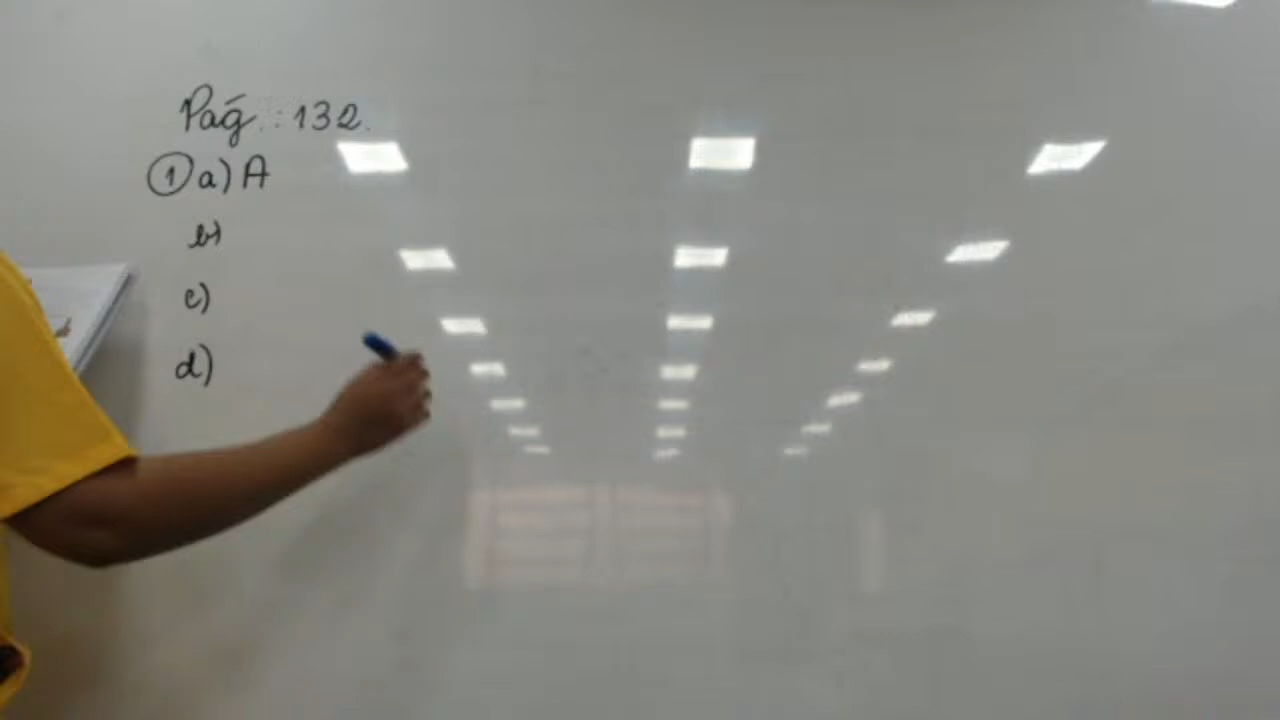 Pág.: 132.
① a) A
b)
c)
d)